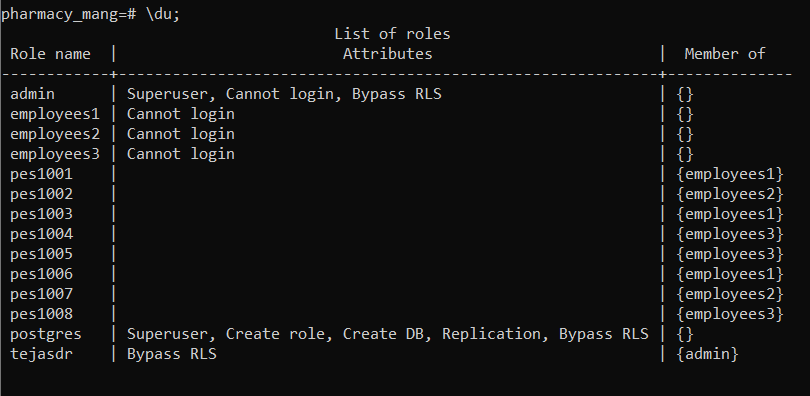 pharmacy_mang=# \du;
List of roles
Role name | Attributes | Member of
------------+------------------------------------------------------------+--------------
admin | Superuser, Cannot login, Bypass RLS | {}
employees1 | Cannot login | {}
employees2 | Cannot login | {}
employees3 | Cannot login | {}
pes1001 | | {employees1}
pes1002 | | {employees2}
pes1003 | | {employees1}
pes1004 | | {employees3}
pes1005 | | {employees3}
pes1006 | | {employees1}
pes1007 | | {employees2}
pes1008 | | {employees3}
postgres | Superuser, Create role, Create DB, Replication, Bypass RLS | {}
tejasdr | Bypass RLS | {admin}